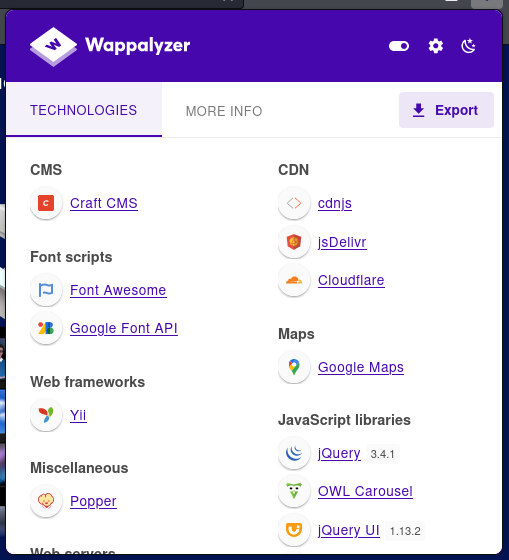 Wappalyzer
TECHNOLOGIES
MORE INFO
Export
CMS
Craft CMS
Font scripts
Font Awesome
Google Font API
Web frameworks
Yii
Miscellaneous
Popper
Web servers
CDN
cdnjs
jsDelivr
Cloudflare
Maps
Google Maps
JavaScript libraries
jQuery 3.4.1
OWL Carousel
jQuery UI 1.13.2